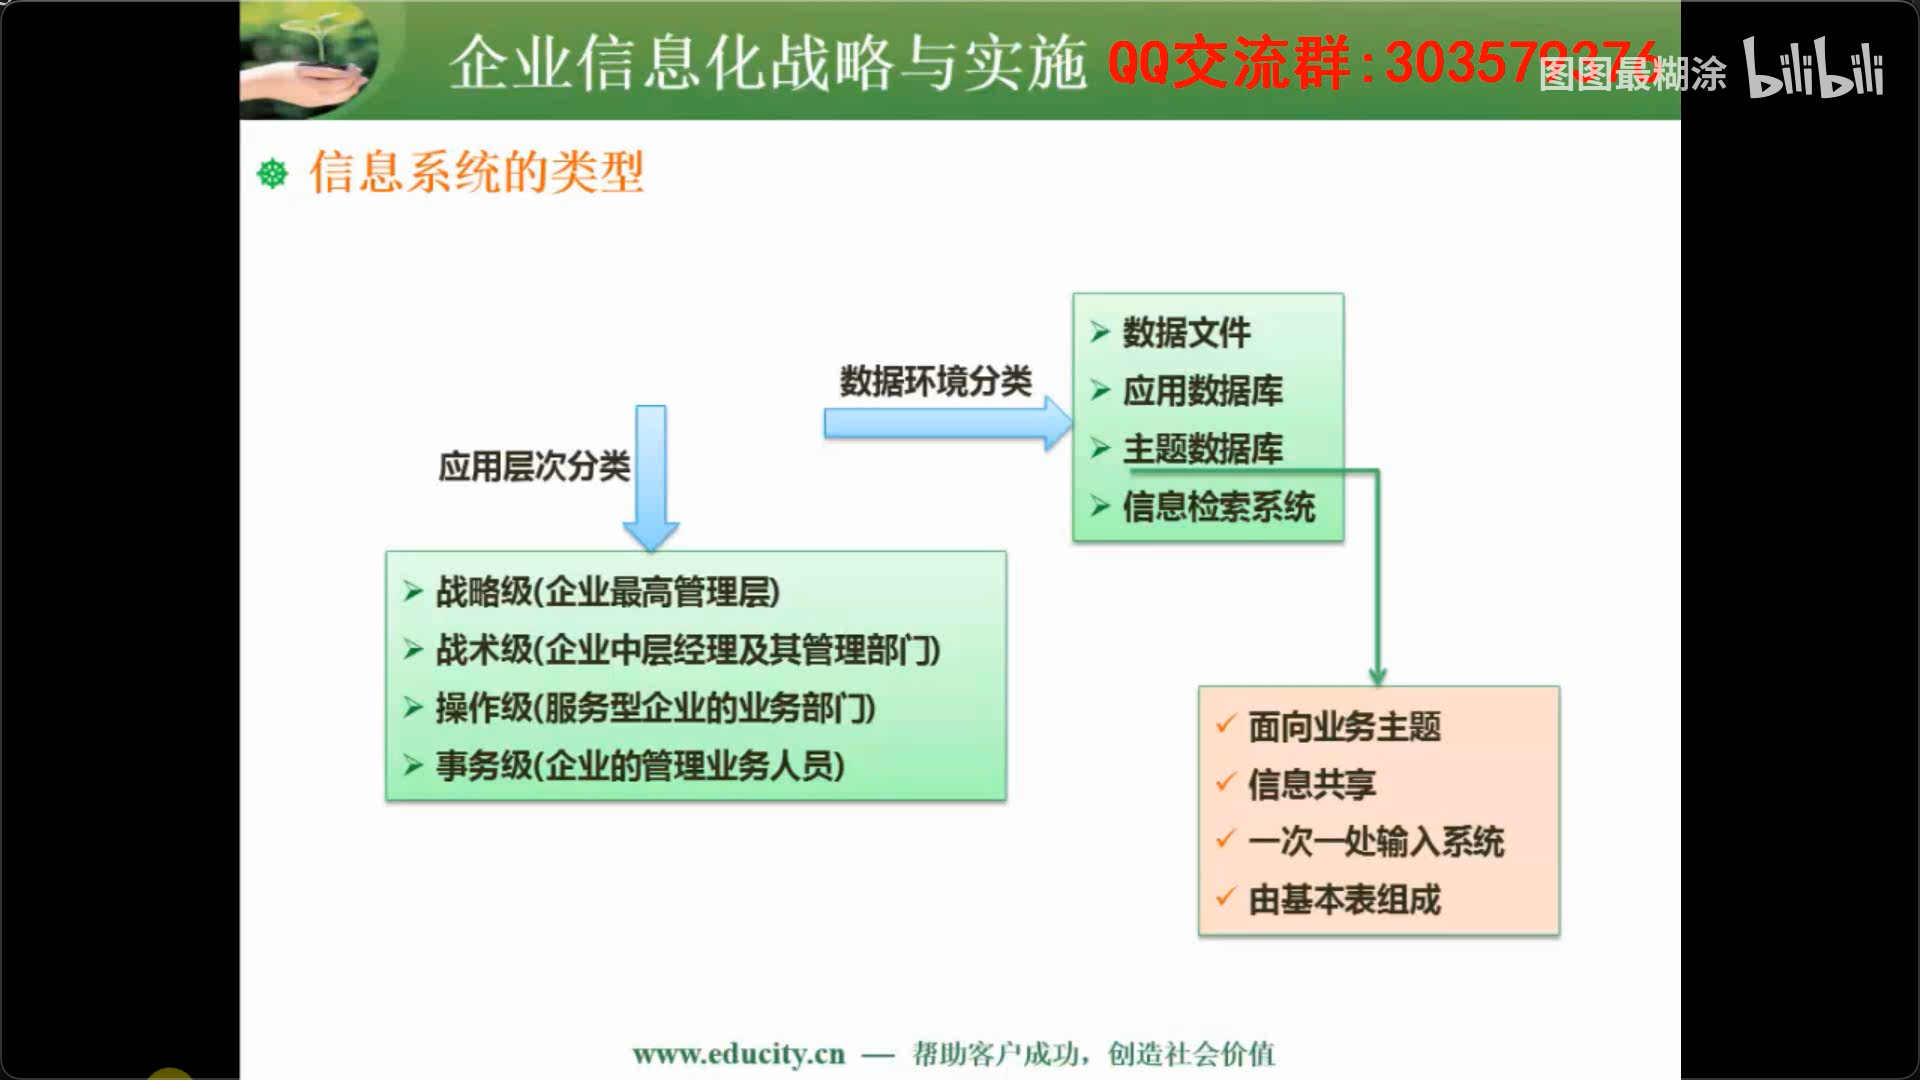 企业信息化战略与实施
QQ交流群:303579376
图图最糊涂 bilibili
信息系统的类型
数据环境分类
数据文件
应用数据库
主题数据库
信息检索系统
应用层次分类
战略级(企业最高管理层)
战术级(企业中层经理及其管理部门)
操作级(服务型企业的业务部门)
事务级(企业的管理业务人员)
面向业务主题
信息共享
一次一处输入系统
由基本表组成
www.educity.cn — 帮助客户成功，创造社会价值